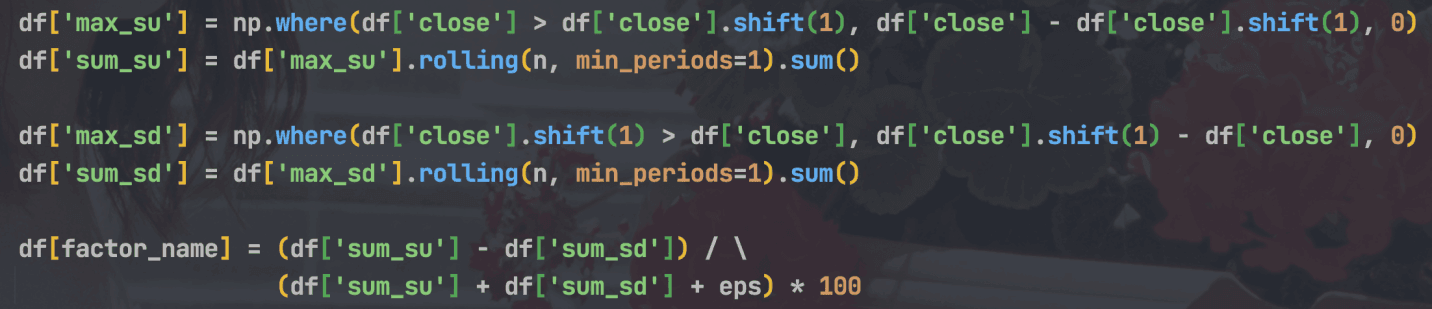 df['max_su'] = np.where(df['close'] > df['close'].shift(1), df['close'] - df['close'].shift(1), 0)
df['sum_su'] = df['max_su'].rolling(n, min_periods=1).sum()
df['max_sd'] = np.where(df['close'].shift(1) > df['close'], df['close'].shift(1) - df['close'], 0)
df['sum_sd'] = df['max_sd'].rolling(n, min_periods=1).sum()
df[factor_name] = (df['sum_su'] - df['sum_sd']) / \
(df['sum_su'] + df['sum_sd'] + eps) * 100